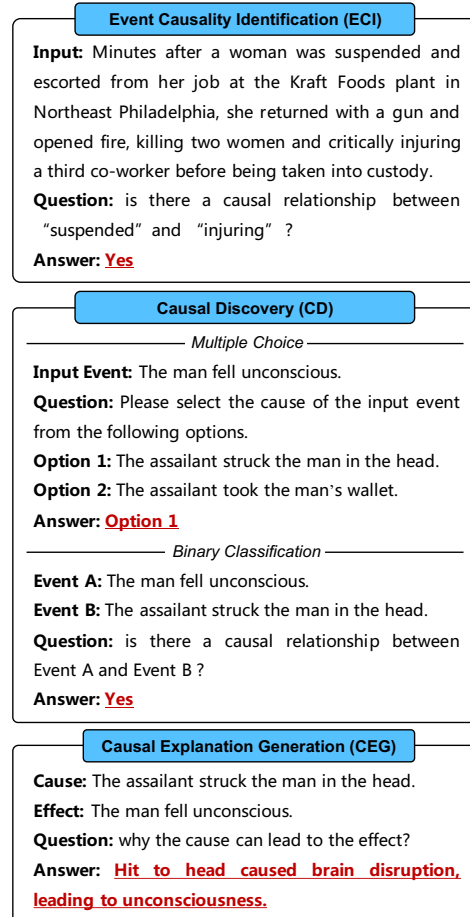 Event Causality Identification (ECI)
Input: Minutes after a woman was suspended and
escorted from her job at the Kraft Foods plant in
Northeast Philadelphia, she returned with a gun and
opened fire, killing two women and critically injuring
a third co-worker before being taken into custody.
Question: is there a causal relationship between
“suspended” and “injuring” ?
Answer: Yes
Causal Discovery (CD)
Multiple Choice
Input Event: The man fell unconscious.
Question: Please select the cause of the input event
from the following options.
Option 1: The assailant struck the man in the head.
Option 2: The assailant took the man's wallet.
Answer: Option 1
Binary Classification
Event A: The man fell unconscious.
Event B: The assailant struck the man in the head.
Question: is there a causal relationship between
Event A and Event B ?
Answer: Yes
Causal Explanation Generation (CEG)
Cause: The assailant struck the man in the head.
Effect: The man fell unconscious.
Question: why the cause can lead to the effect?
Answer: Hit to head caused brain disruption,
leading to unconsciousness.